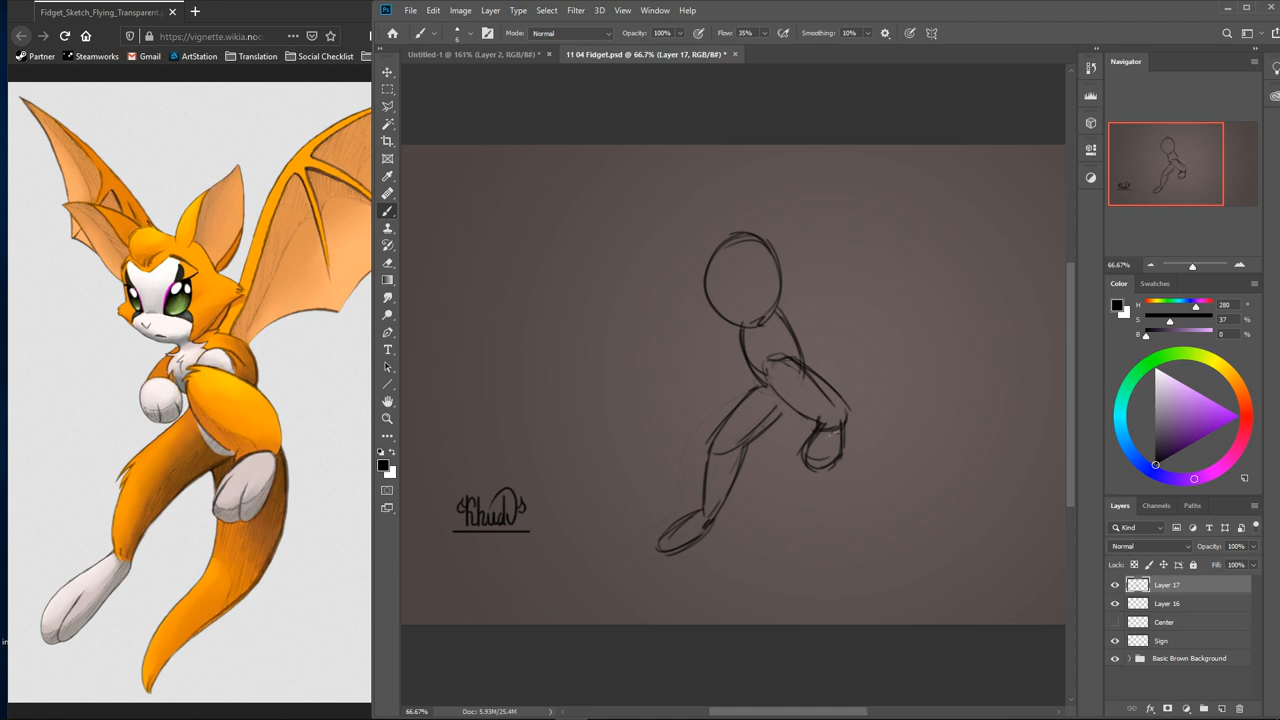 Fidget_Sketch_Flying_Transparent.
https://vignette.wikia.noc
Partner Steamworks Gmail ArtStation Translation Social Checklist
Ps File Edit Image Layer Type Select Filter 3D View Window Help
6 Mode: Normal Opacity: 100% Flow: 35% Smoothing: 10%
Untitled-1 @ 161% (Layer 2, RGB/8#) * 11 04 Fidget.psd @ 66.7% (Layer 17, RGB/8#) *
Navigator
66.67%
Color Swatches
H 280 °
S 37 %
B 0 %
Layers Channels Paths
Kind
Normal Opacity: 100%
Lock: Fill: 100%
Layer 17
Layer 16
Center
Sign
Basic Brown Background
in
66.67% Doc: 5.93M/25.4M